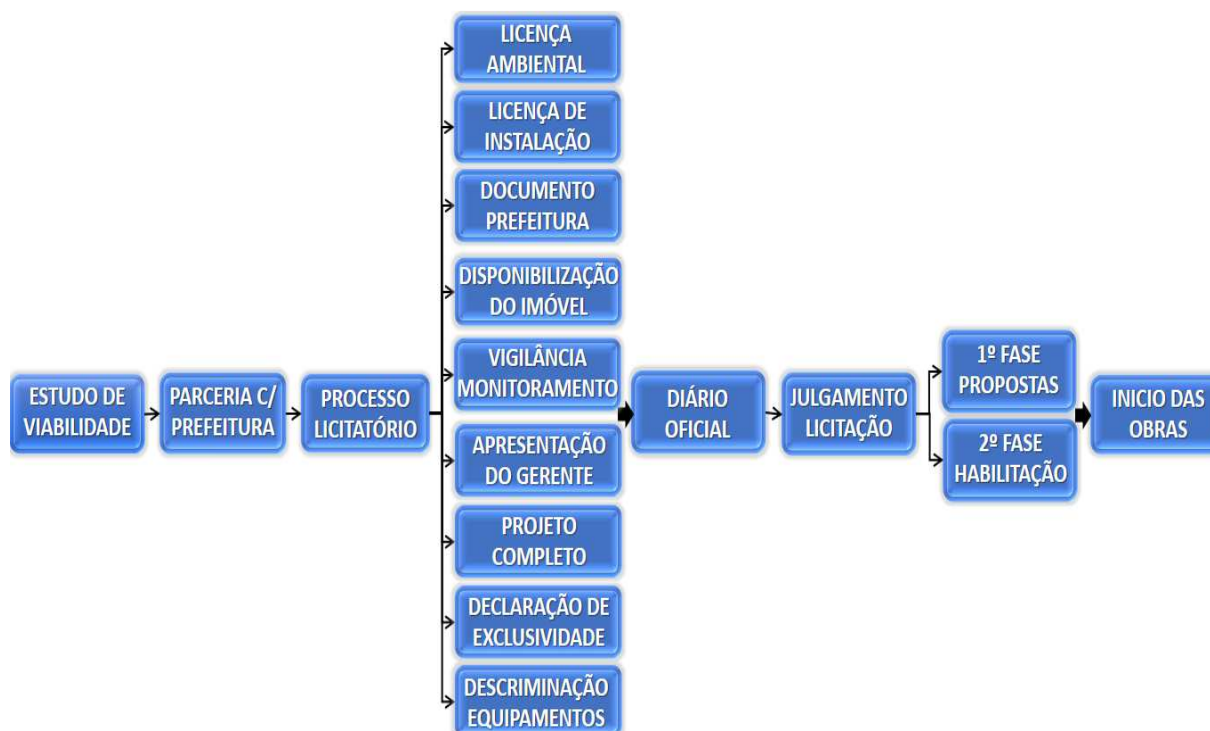 ESTUDO DE
VIABILIDADE
PARCERIA C/
PREFEITURA
PROCESSO
LICITATÓRIO
LICENÇA
AMBIENTAL
LICENÇA DE
INSTALAÇÃO
DOCUMENTO
PREFEITURA
DISPONIBILIZAÇÃO
DO IMÓVEL
VIGILÂNCIA
MONITORAMENTO
APRESENTAÇÃO
DO GERENTE
PROJETO
COMPLETO
DECLARAÇÃO DE
EXCLUSIVIDADE
DESCRIMINAÇÃO
EQUIPAMENTOS
DIÁRIO
OFICIAL
JULGAMENTO
LICITAÇÃO
1º FASE
PROPOSTAS
2º FASE
HABILITAÇÃO
INICIO DAS
OBRAS